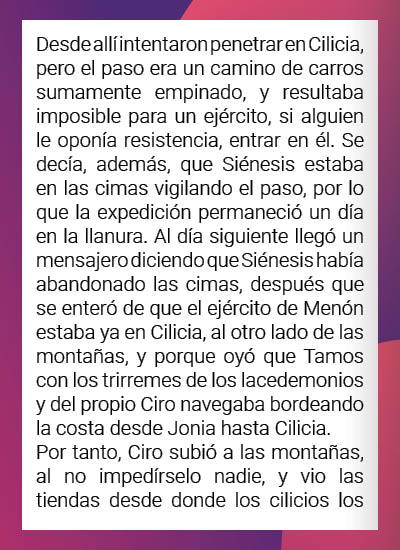 Desde allí intentaron penetrar en Cilicia,
pero el paso era un camino de carros
sumamente empinado, y resultaba
imposible para un ejército, si alguien
le oponía resistencia, entrar en él. Se
decía, además, que Siénesis estaba
en las cimas vigilando el paso, por lo
que la expedición permaneció un día
en la llanura. Al día siguiente llegó un
mensajero diciendo que Siénesis había
abandonado las cimas, después que
se enteró de que el ejército de Menón
estaba ya en Cilicia, al otro lado de las
montañas, y porque oyó que Tamos
con los trirremes de los lacedemonios
y del propio Ciro navegaba bordeando
la costa desde Jonia hasta Cilicia.
Por tanto, Ciro subió a las montañas,
al no impedírselo nadie, y vio las
tiendas desde donde los cilicios los